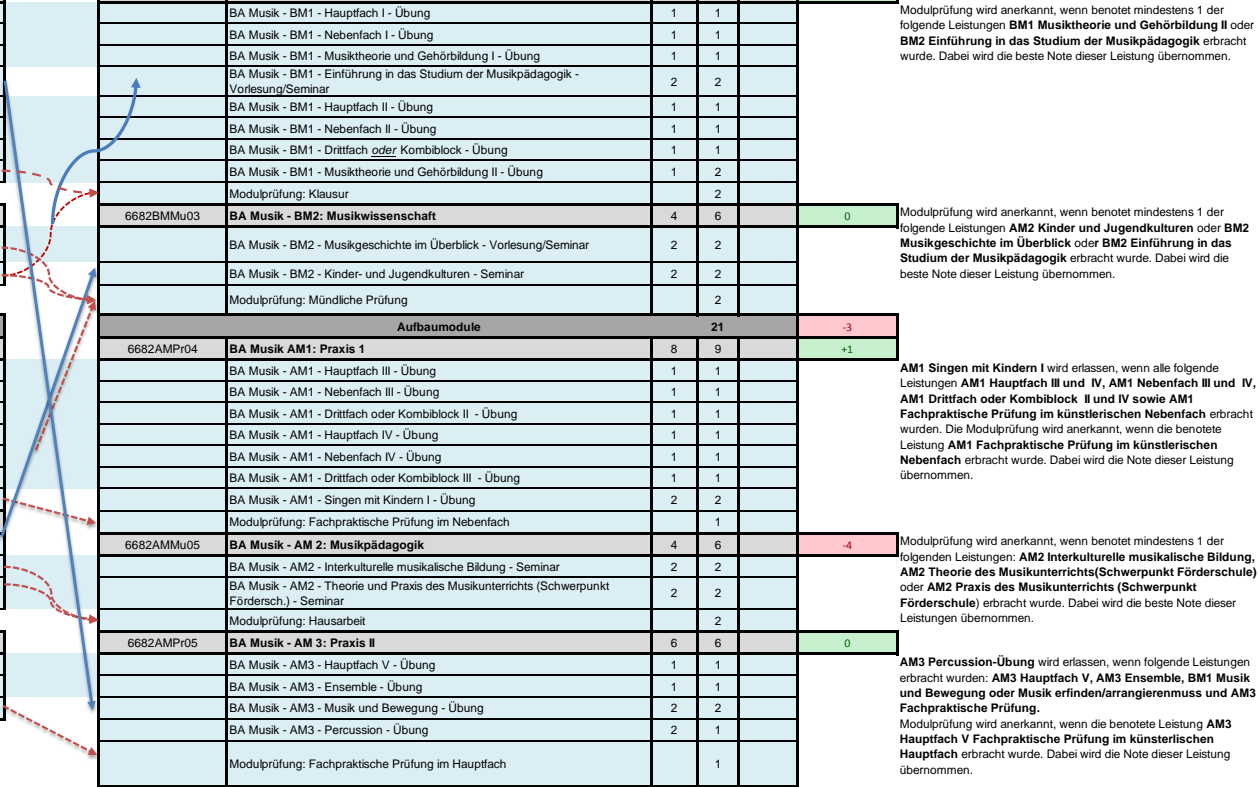 BA Musik - BM1 - Hauptfach I - Übung 1 1
BA Musik - BM1 - Nebenfach I - Übung 1 1
BA Musik - BM1 - Musiktheorie und Gehörbildung I - Übung 1 1
BA Musik - BM1 - Einführung in das Studium der Musikpädagogik -
Vorlesung/Seminar 2 2
BA Musik - BM1 - Hauptfach II - Übung 1 1
BA Musik - BM1 - Nebenfach II - Übung 1 1
BA Musik - BM1 - Drittfach oder Kombiblock - Übung 1 1
BA Musik - BM1 - Musiktheorie und Gehörbildung II - Übung 1 2
Modulprüfung: Klausur 2
Modulprüfung wird anerkannt, wenn benotet mindestens 1 der
folgende Leistungen BM1 Musiktheorie und Gehörbildung II oder
BM2 Einführung in das Studium der Musikpädagogik erbracht
wurde. Dabei wird die beste Note dieser Leistung übernommen.
6682BMMu03 BA Musik - BM2: Musikwissenschaft 4 6 0
BA Musik - BM2 - Musikgeschichte im Überblick - Vorlesung/Seminar 2 2
BA Musik - BM2 - Kinder- und Jugendkulturen - Seminar 2 2
Modulprüfung: Mündliche Prüfung 2
Modulprüfung wird anerkannt, wenn benotet mindestens 1 der
folgende Leistungen AM2 Kinder und Jugendkulturen oder BM2
Musikgeschichte im Überblick oder BM2 Einführung in das
Studium der Musikpädagogik erbracht wurde. Dabei wird die
beste Note dieser Leistung übernommen.
Aufbaumodule 21 -3
6682AMPr04 BA Musik AM1: Praxis 1 8 9 +1
BA Musik - AM1 - Hauptfach III - Übung 1 1
BA Musik - AM1 - Nebenfach III - Übung 1 1
BA Musik - AM1 - Drittfach oder Kombiblock II - Übung 1 1
BA Musik - AM1 - Hauptfach IV - Übung 1 1
BA Musik - AM1 - Nebenfach IV - Übung 1 1
BA Musik - AM1 - Drittfach oder Kombiblock III - Übung 1 1
BA Musik - AM1 - Singen mit Kindern I - Übung 2 2
Modulprüfung: Fachpraktische Prüfung im Nebenfach 1
AM1 Singen mit Kindern I wird erlassen, wenn alle folgende
Leistungen AM1 Hauptfach III und IV, AM1 Nebenfach III und IV,
AM1 Drittfach oder Kombiblock II und IV sowie AM1
Fachpraktische Prüfung im künstlerischen Nebenfach erbracht
wurden. Die Modulprüfung wird anerkannt, wenn die benotete
Leistung AM1 Fachpraktische Prüfung im künstlerischen
Nebenfach erbracht wurde. Dabei wird die Note dieser Leistung
übernommen.
6682AMMu05 BA Musik - AM 2: Musikpädagogik 4 6 -4
BA Musik - AM2 - Interkulturelle musikalische Bildung - Seminar 2 2
BA Musik - AM2 - Theorie und Praxis des Musikunterrichts (Schwerpunkt
Fördersch.) - Seminar 2 2
Modulprüfung: Hausarbeit 2
Modulprüfung wird anerkannt, wenn benotet mindestens 1 der
folgenden Leistungen: AM2 Interkulturelle musikalische Bildung,
AM2 Theorie des Musikunterrichts(Schwerpunkt Förderschule)
oder AM2 Praxis des Musikunterrichts (Schwerpunkt
Förderschule) erbracht wurde. Dabei wird die beste Note dieser
Leistungen übernommen.
6682AMPr05 BA Musik - AM 3: Praxis II 6 6 0
BA Musik - AM3 - Hauptfach V - Übung 1 1
BA Musik - AM3 - Ensemble - Übung 1 1
BA Musik - AM3 - Musik und Bewegung - Übung 2 2
BA Musik - AM3 - Percussion - Übung 2 1
Modulprüfung: Fachpraktische Prüfung im Hauptfach 1
AM3 Percussion-Übung wird erlassen, wenn folgende Leistungen
erbracht wurden: AM3 Hauptfach V, AM3 Ensemble, BM1 Musik
und Bewegung oder Musik erfinden/arrangierenmuss und AM3
Fachpraktische Prüfung.
Modulprüfung wird anerkannt, wenn die benotete Leistung AM3
Hauptfach V Fachpraktische Prüfung im künsterlischen
Hauptfach erbracht wurde. Dabei wird die Note dieser Leistung
übernommen.